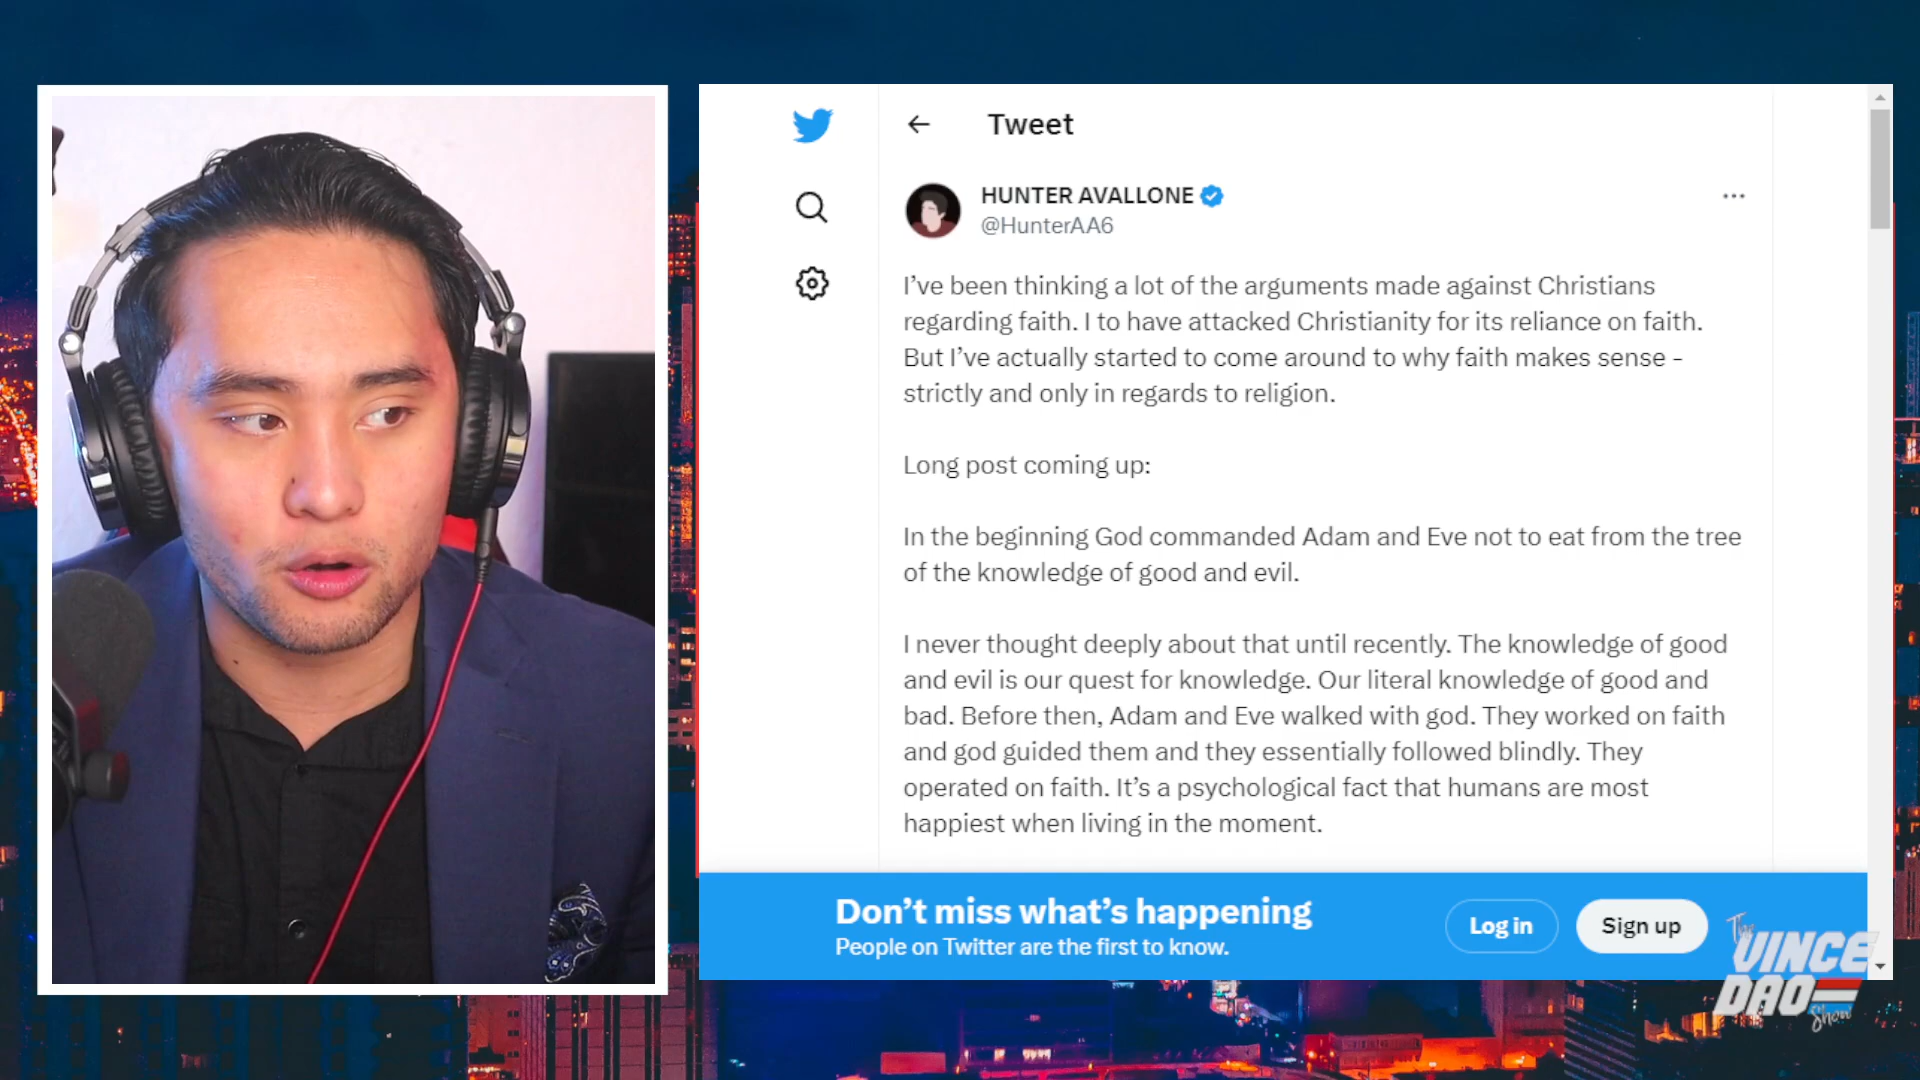 Tweet
HUNTER AVALLONE
@HunterAA6
I've been thinking a lot of the arguments made against Christians
regarding faith. I to have attacked Christianity for its reliance on faith.
But I've actually started to come around to why faith makes sense -
strictly and only in regards to religion.
Long post coming up:
In the beginning God commanded Adam and Eve not to eat from the tree
of the knowledge of good and evil.
I never thought deeply about that until recently. The knowledge of good
and evil is our quest for knowledge. Our literal knowledge of good and
bad. Before then, Adam and Eve walked with god. They worked on faith
and god guided them and they essentially followed blindly. They
operated on faith. It's a psychological fact that humans are most
happiest when living in the moment.
Don't miss what's happening
People on Twitter are the first to know.
Log in
Sign up
The
VINCE
DAO
Show